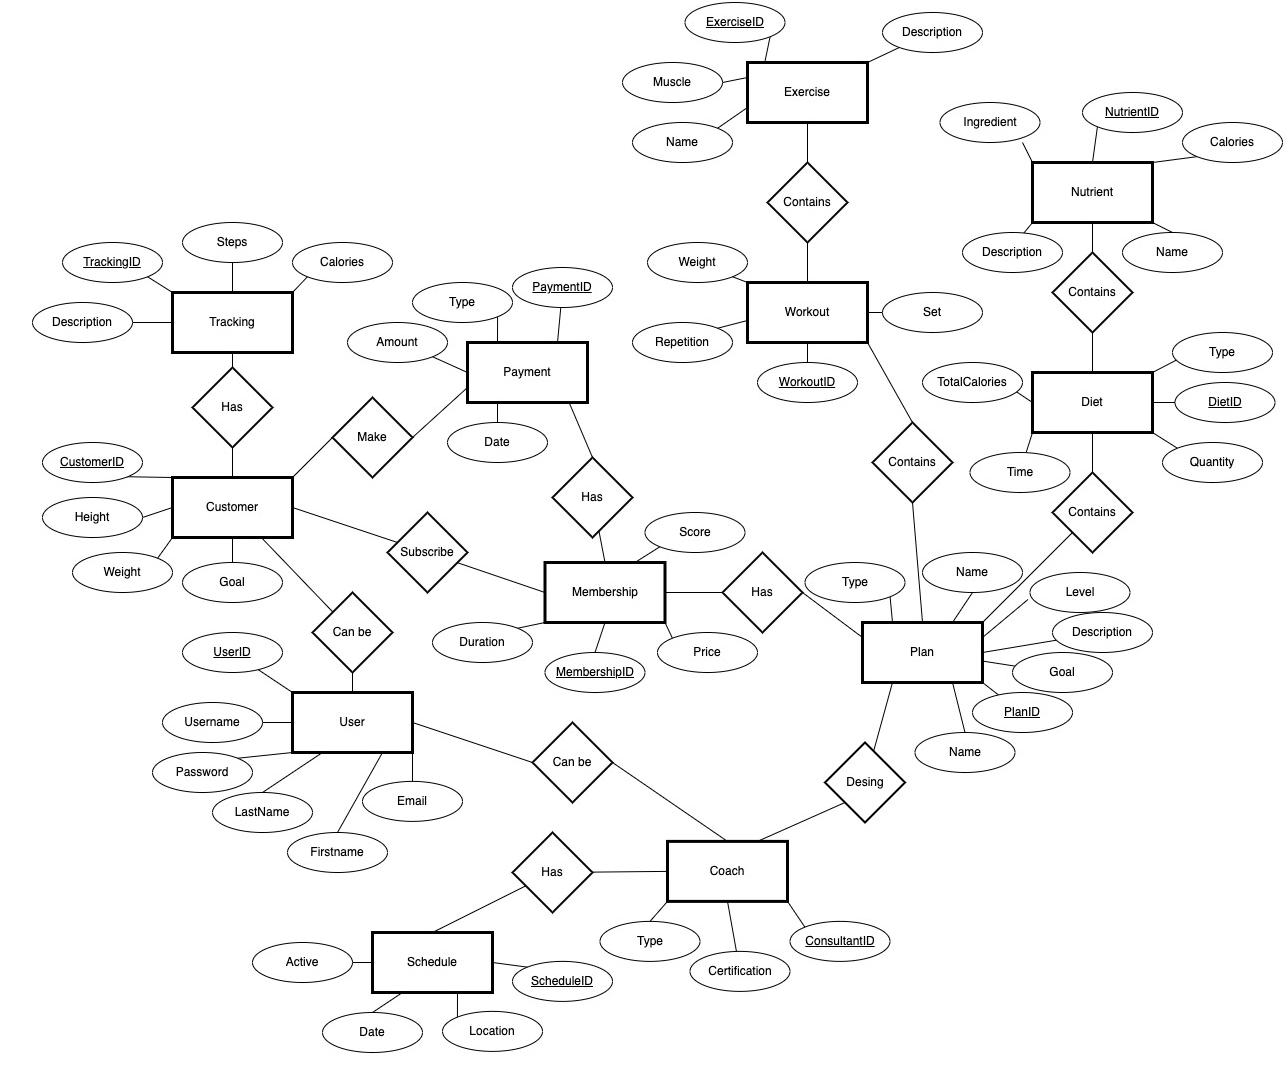 ExerciseID
Description
Muscle
Exercise
Name
Ingredient
NutrientID
Calories
Nutrient
Contains
Description
Name
Steps
TrackingID
Calories
Description
Tracking
Weight
Type
PaymentID
Workout
Set
Contains
Amount
Repetition
Payment
WorkoutID
Type
TotalCalories
Diet
DietID
Has
Make
Date
CustomerID
Contains
Time
Quantity
Customer
Height
Has
Contains
Weight
Goal
Subscribe
Score
Membership
Has
Type
Name
Level
Can be
Duration
MembershipID
Price
Description
UserID
Plan
Goal
Username
User
PlanID
Password
Can be
Name
LastName
Email
Desing
Firstname
Has
Coach
Type
ConsultantID
Active
Schedule
Certification
ScheduleID
Date
Location